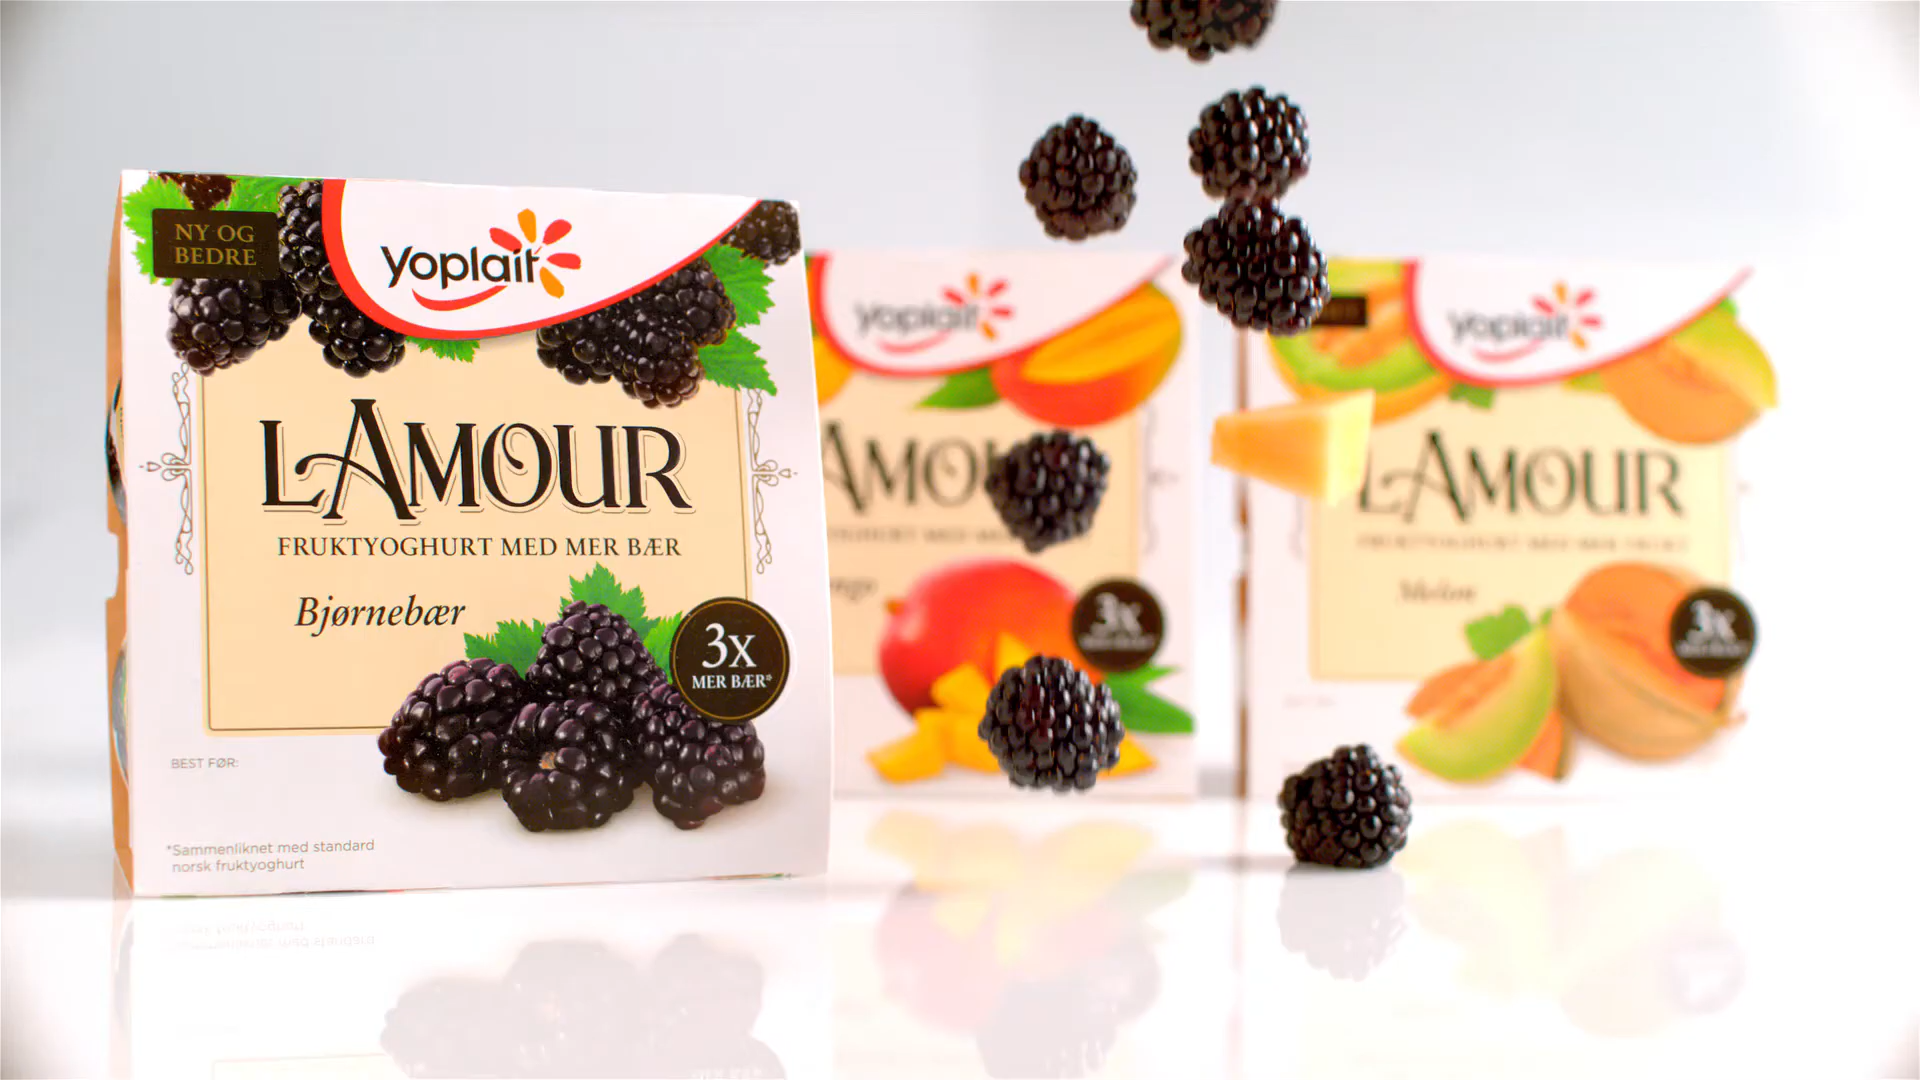 NY OG
BEDRE
Yoplait
LAMOUR
FRUKTYOGHURT MED MER BÆR
Bjørnebær
3X
MER BÆR*
BEST FØR:
*Sammenliknet med standard
norsk fruktyoghurt
Yoplait
AMOU
3X
Yoplait
LAMOUR
Melon
3X